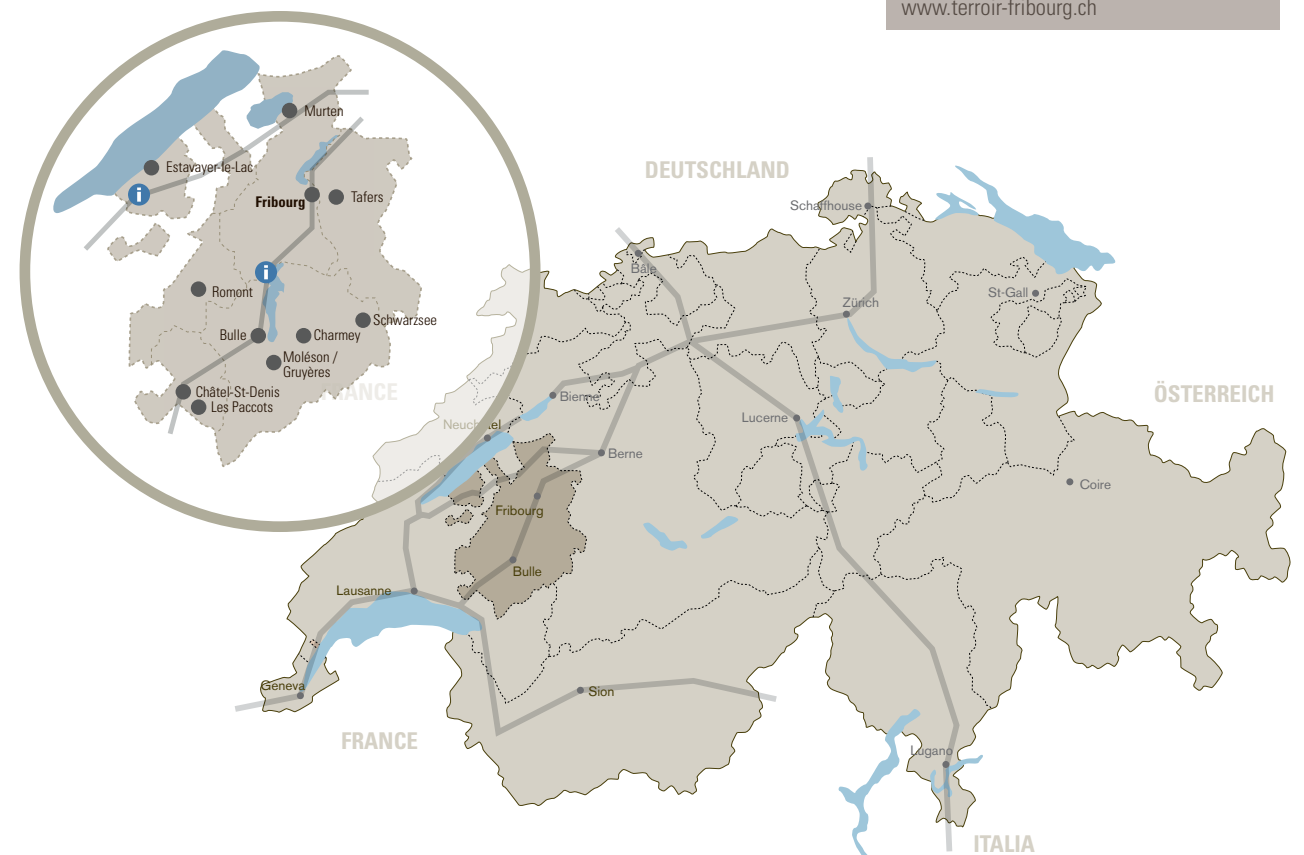 www.terroir-fribourg.ch
Murten
Estavayer-le-Lac
Fribourg
Tafers
Romont
Schwarzsee
Bulle
Charmey
Moléson /
Gruyères
Châtel-St-Denis
Les Paccots
DEUTSCHLAND
Schaffhouse
Bâle
St-Gall
Zürich
ÖSTERREICH
Bienne
Lucerne
Berne
Coire
Fribourg
Bulle
Lausanne
Geneva
Sion
FRANCE
Lugano
ITALIA